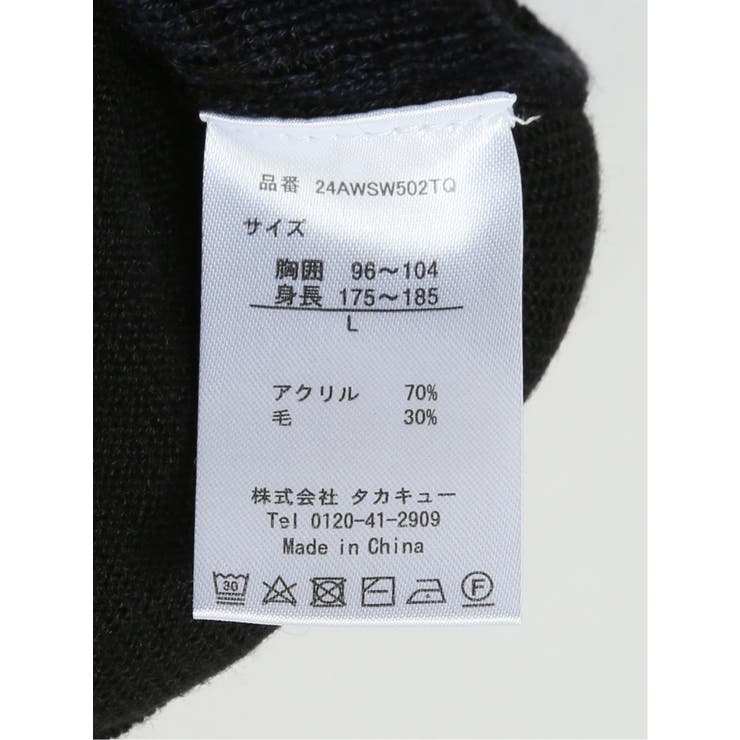 品番 24AWSW502TQ
サイズ
胸囲 96～104
身長 175～185
L
アクリル 70%
毛 30%
株式会社 タカキュー
Tel 0120-41-2909
Made in China
30 F